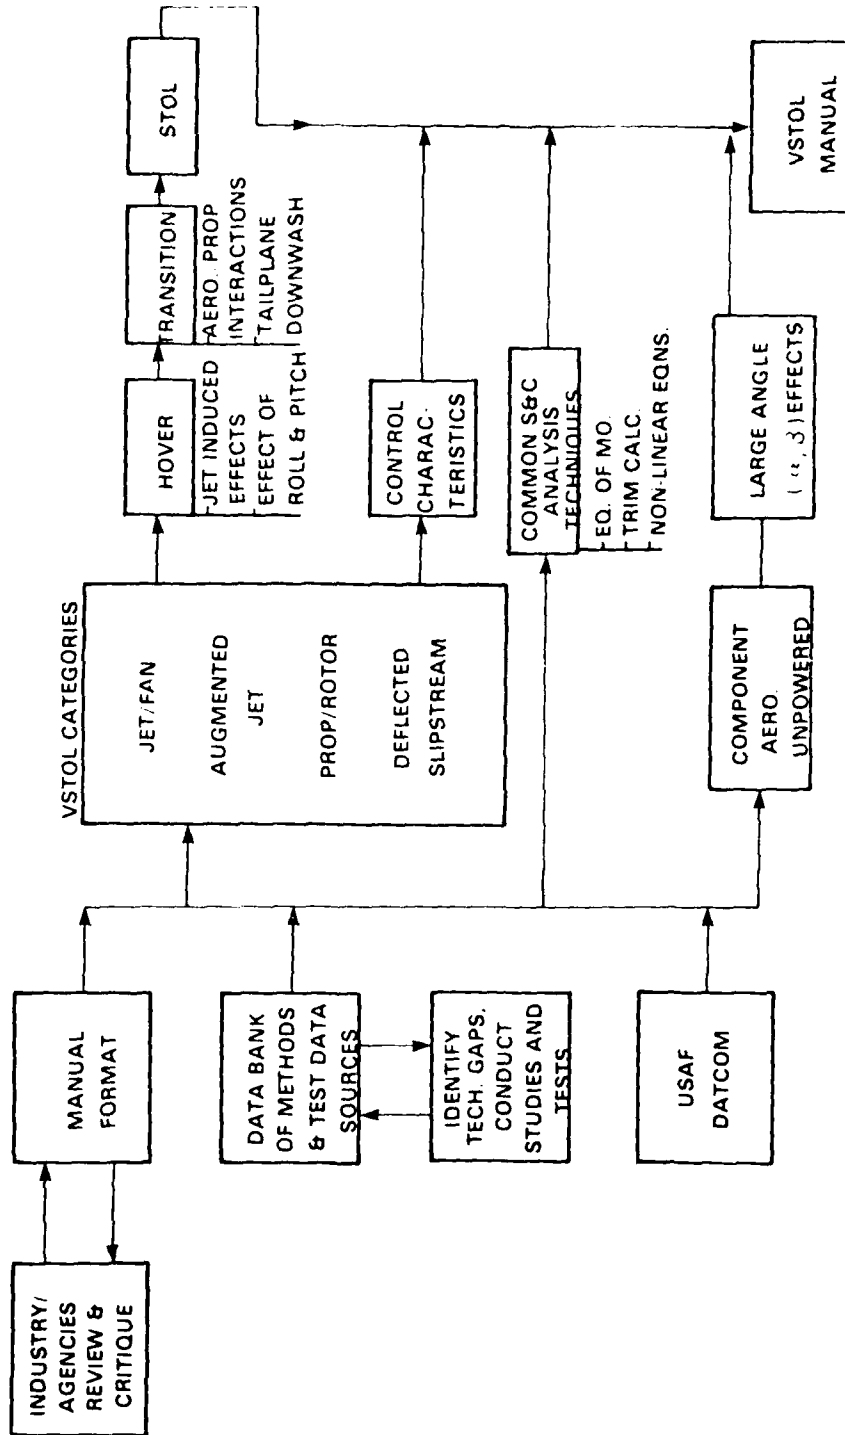 INDUSTRY/
AGENCIES
REVIEW &
CRITIQUE
MANUAL
FORMAT
DATA BANK
OF METHODS
& TEST DATA
SOURCES
IDENTIFY
TECH. GAPS,
CONDUCT
STUDIES AND
TESTS
USAF
DATCOM
VSTOL CATEGORIES
JET/FAN
AUGMENTED
JET
PROP/ROTOR
DEFLECTED
SLIPSTREAM
HOVER
JET INDUCED
EFFECTS
EFFECT OF
ROLL & PITCH
TRANSITION
AERO. PROP
INTERACTIONS
TAILPLANE
DOWNWASH
STOL
CONTROL
CHARAC-
TERISTICS
COMMON S&C
ANALYSIS
TECHNIQUES
EQ. OF MO.
TRIM CALC.
NON-LINEAR EQNS.
COMPONENT
AERO.
UNPOWERED
LARGE ANGLE
(α, β) EFFECTS
VSTOL
MANUAL